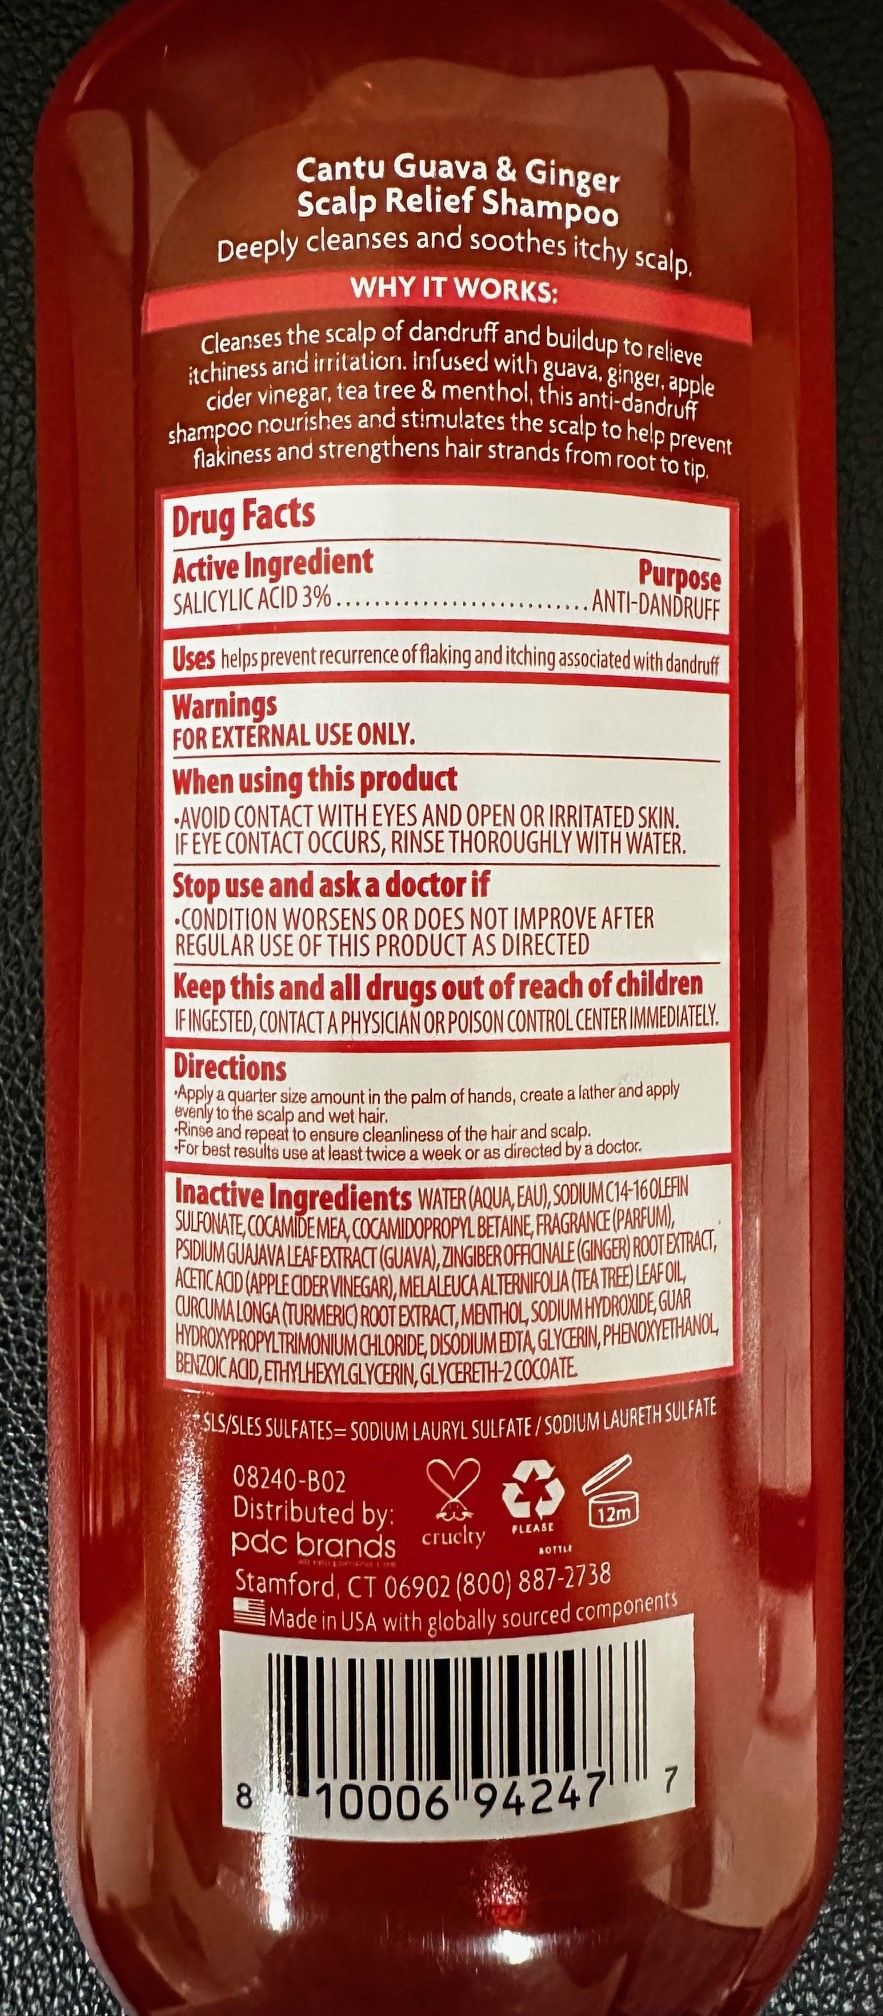 Cantu Guava & Ginger
Scalp Relief Shampoo
Deeply cleanses and soothes itchy scalp.
WHY IT WORKS:
Cleanses the scalp of dandruff and buildup to relieve
itchiness and irritation. Infused with guava, ginger, apple
cider vinegar, tea tree & menthol, this anti-dandruff
shampoo nourishes and stimulates the scalp to help prevent
flakiness and strengthens hair strands from root to tip.
Drug Facts
Active Ingredient Purpose
SALICYLIC ACID 3%..............................ANTI-DANDRUFF
Uses helps prevent recurrence of flaking and itching associated with dandruff
Warnings
FOR EXTERNAL USE ONLY.
When using this product
•AVOID CONTACT WITH EYES AND OPEN OR IRRITATED SKIN.
IF EYE CONTACT OCCURS, RINSE THOROUGHLY WITH WATER.
Stop use and ask a doctor if
•CONDITION WORSENS OR DOES NOT IMPROVE AFTER
REGULAR USE OF THIS PRODUCT AS DIRECTED
Keep this and all drugs out of reach of children
IF INGESTED, CONTACT A PHYSICIAN OR POISON CONTROL CENTER IMMEDIATELY.
Directions
•Apply a quarter size amount in the palm of hands, create a lather and apply
evenly to the scalp and wet hair.
•Rinse and repeat to ensure cleanliness of the hair and scalp.
•For best results use at least twice a week or as directed by a doctor.
Inactive Ingredients WATER (AQUA, EAU), SODIUM C14-16 OLEFIN
SULFONATE, COCAMIDE MEA, COCAMIDOPROPYL BETAINE, FRAGRANCE (PARFUM),
PSIDIUM GUAJAVA LEAF EXTRACT (GUAVA), ZINGIBER OFFICINALE (GINGER) ROOT EXTRACT,
ACETIC ACID (APPLE CIDER VINEGAR), MELALEUCA ALTERNIFOLIA (TEA TREE) LEAF OIL,
CURCUMA LONGA (TURMERIC) ROOT EXTRACT, MENTHOL, SODIUM HYDROXIDE, GUAR
HYDROXYPROPYLTRIMONIUM CHLORIDE, DISODIUM EDTA, GLYCERIN, PHENOXYETHANOL,
BENZOIC ACID, ETHYLHEXYLGLYCERIN, GLYCERETH-2 COCOATE.
*SLS/SLES SULFATES= SODIUM LAURYL SULFATE / SODIUM LAURETH SULFATE
08240-B02
Distributed by:
pdc brands
cruelty
PLEASE
BOTTLE
12m
Stamford, CT 06902 (800) 887-2738
Made in USA with globally sourced components
8 10006 94247 7